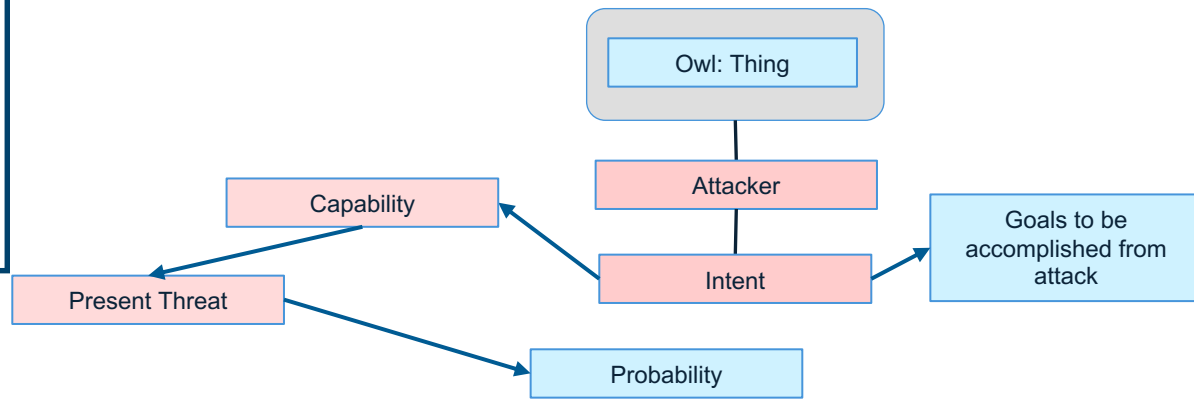 Owl: Thing
Attacker
Capability
Goals to be
accomplished from
attack
Intent
Present Threat
Probability